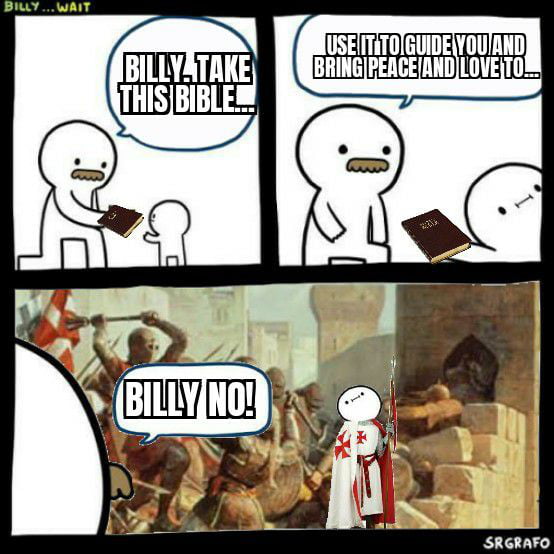 BILLY...WAIT
BILLY, TAKE
THIS BIBLE...
USE IT TO GUIDE YOU AND
BRING PEACE AND LOVE TO...
BILLY NO!
SRGRAFO